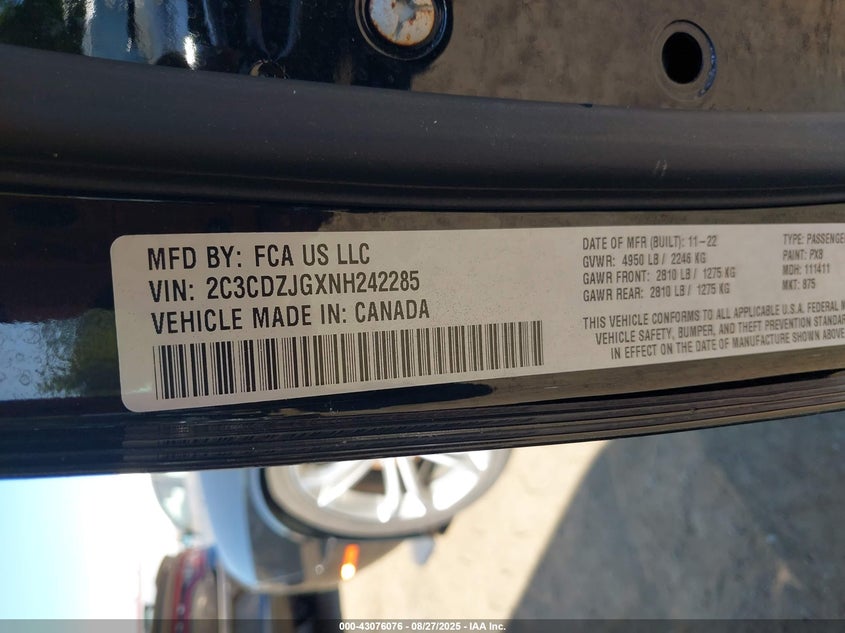 MFD BY: FCA US LLC
VIN: 2C3CDZJGXNH242285
VEHICLE MADE IN: CANADA
DATE OF MFR (BUILT): 11-22
GVWR: 4950 LB / 2246 KG
GAWR FRONT: 2810 LB / 1275 KG
GAWR REAR: 2810 LB / 1275 KG
TYPE: PASSENGER
PAINT: PX8
MDH: 111411
MKT: 875
THIS VEHICLE CONFORMS TO ALL APPLICABLE U.S.A. FEDERAL M
VEHICLE SAFETY, BUMPER, AND THEFT PREVENTION STANDAR
IN EFFECT ON THE DATE OF MANUFACTURE SHOWN ABOVE
000-43076076 - 08/27/2025 - IAA Inc.